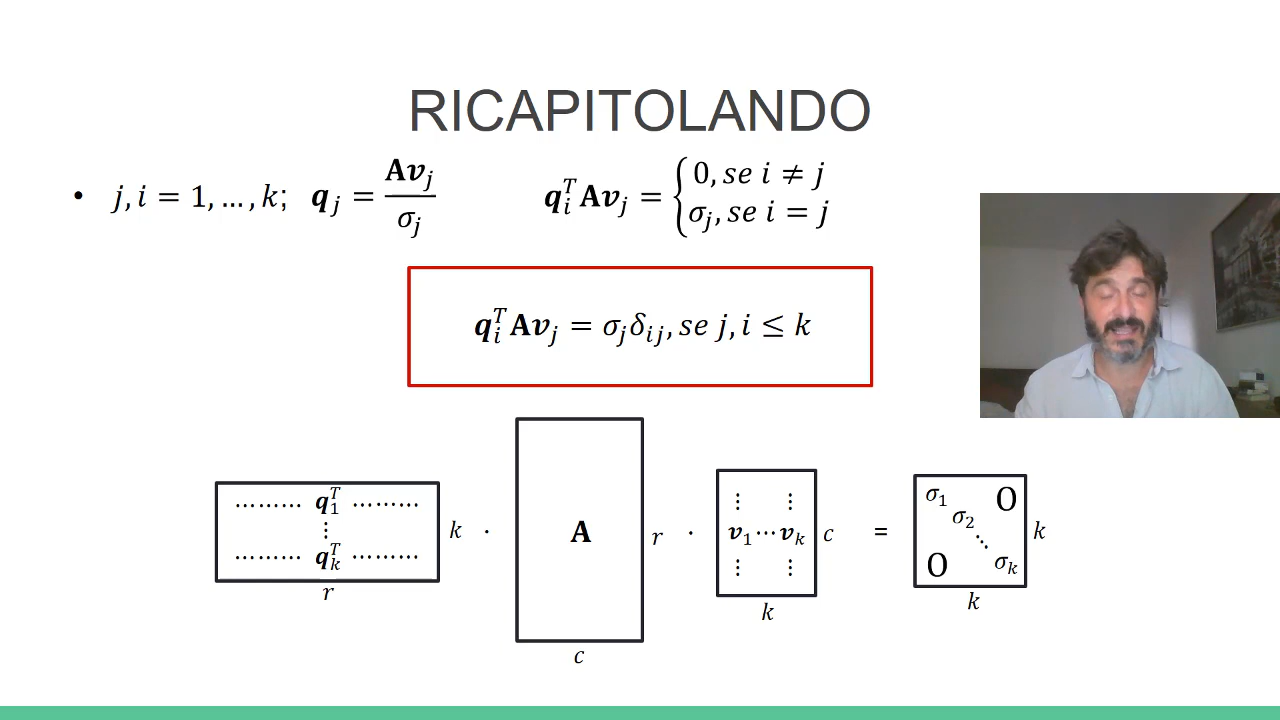 RICAPITOLANDO
• j, i = 1, …, k; q_j = Av_j / σ_j    q_i^T Av_j = { 0, se i ≠ j
σ_j, se i = j
q_i^T Av_j = σ_j δ_ij, se j, i ≤ k
……… q_1^T ………
⋮
……… q_k^T ………
k
r
·
A
r
c
·
⋮ ⋮
v_1 ⋯ v_k
⋮ ⋮
c
k
=
σ_1 0
σ_2
⋱
0 σ_k
k
k